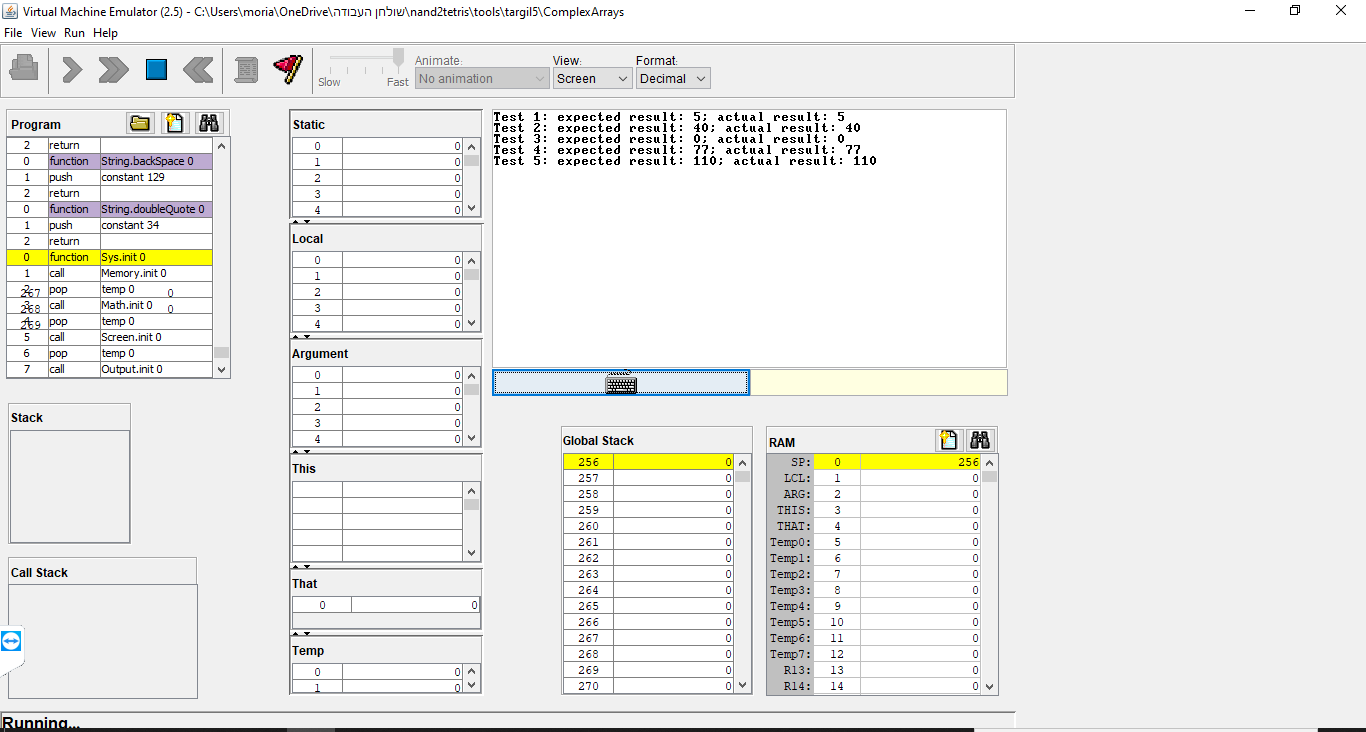 Virtual Machine Emulator (2.5) - C:\Users\moria\OneDrive\שולחן העבודה\nand2tetris\tools\targil5\ComplexArrays
File View Run Help
Slow Fast
Animate:
No animation
View:
Screen
Format:
Decimal
Program
2 return
0 function String.backSpace 0
1 push constant 129
2 return
0 function String.doubleQuote 0
1 push constant 34
2 return
0 function Sys.init 0
1 call Memory.init 0
2 pop temp 0
267 0
3 call Math.init 0
268 0
4 pop temp 0
269
5 call Screen.init 0
6 pop temp 0
7 call Output.init 0
Stack
Call Stack
Static
0 0
1 0
2 0
3 0
4 0
Local
0 0
1 0
2 0
3 0
4 0
Argument
0 0
1 0
2 0
3 0
4 0
This
That
0 0
Temp
0 0
1 0
Test 1: expected result: 5; actual result: 5
Test 2: expected result: 40; actual result: 40
Test 3: expected result: 0; actual result: 0
Test 4: expected result: 77; actual result: 77
Test 5: expected result: 110; actual result: 110
Global Stack
256 0
257 0
258 0
259 0
260 0
261 0
262 0
263 0
264 0
265 0
266 0
267 0
268 0
269 0
270 0
RAM
SP: 0 256
LCL: 1 0
ARG: 2 0
THIS: 3 0
THAT: 4 0
Temp0: 5 0
Temp1: 6 0
Temp2: 7 0
Temp3: 8 0
Temp4: 9 0
Temp5: 10 0
Temp6: 11 0
Temp7: 12 0
R13: 13 0
R14: 14 0
Running...